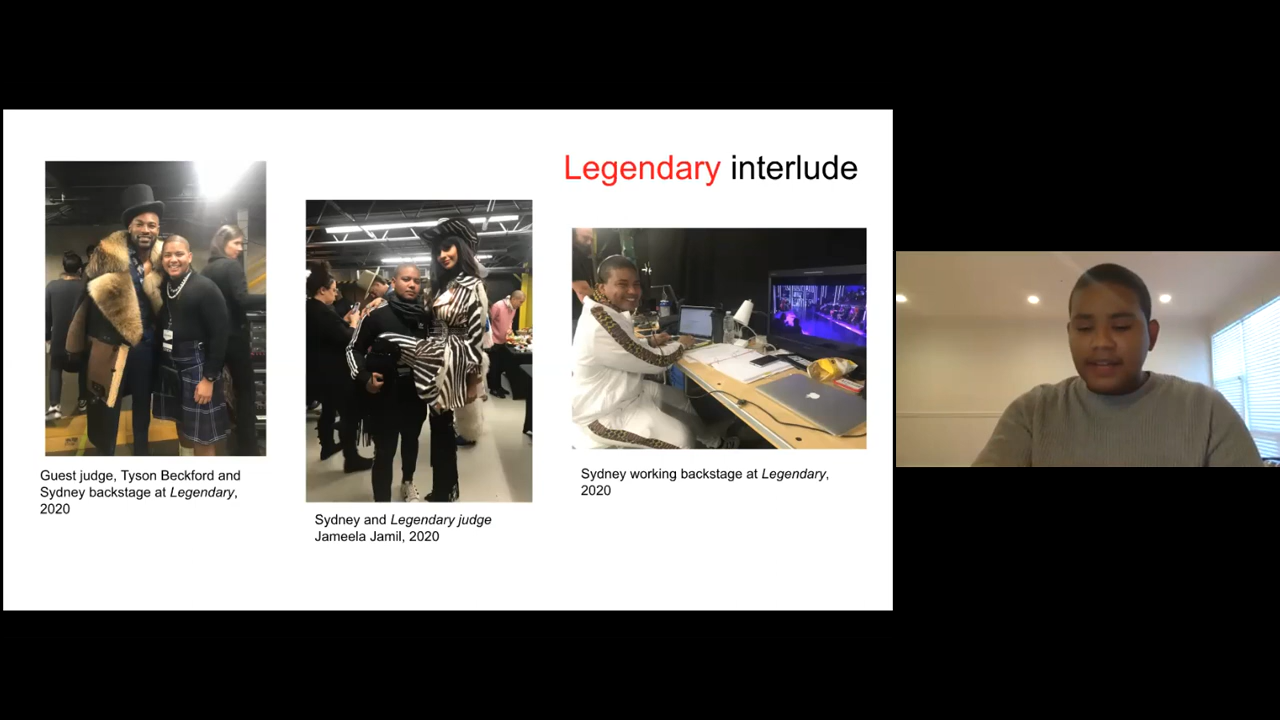 Legendary interlude
Guest judge, Tyson Beckford and
Sydney backstage at Legendary,
2020
Sydney and Legendary judge
Jameela Jamil, 2020
Sydney working backstage at Legendary,
2020